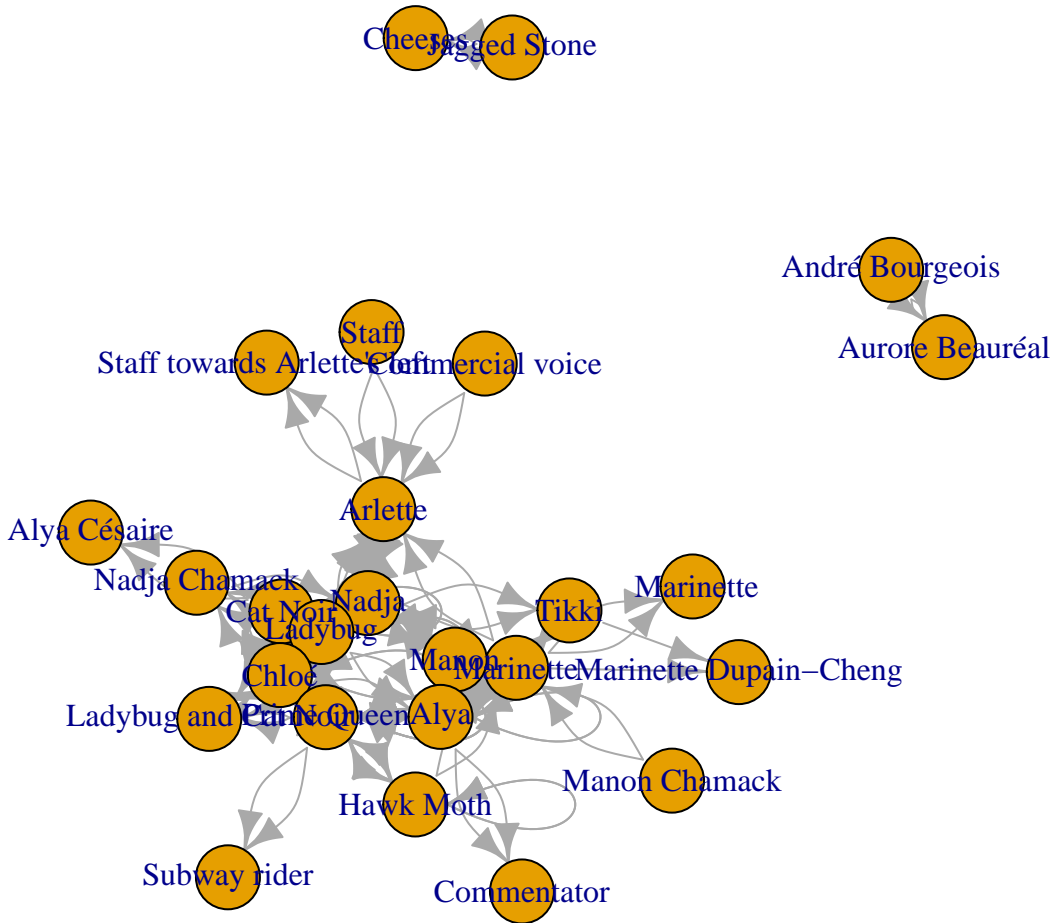 Cheeses
Jagged Stone
André Bourgeois
Aurore Beauréal
Staff
Staff towards Arlette's left
Commercial voice
Arlette
Alya Césaire
Nadja Chamack
Nadja
Cat Noir
Ladybug
Tikki
Marinette
Manon
Marinette
Marinette Dupain−Cheng
Chloé
Ladybug and Cat Noir
Prime Queen
Alya
Manon Chamack
Hawk Moth
Subway rider
Commentator